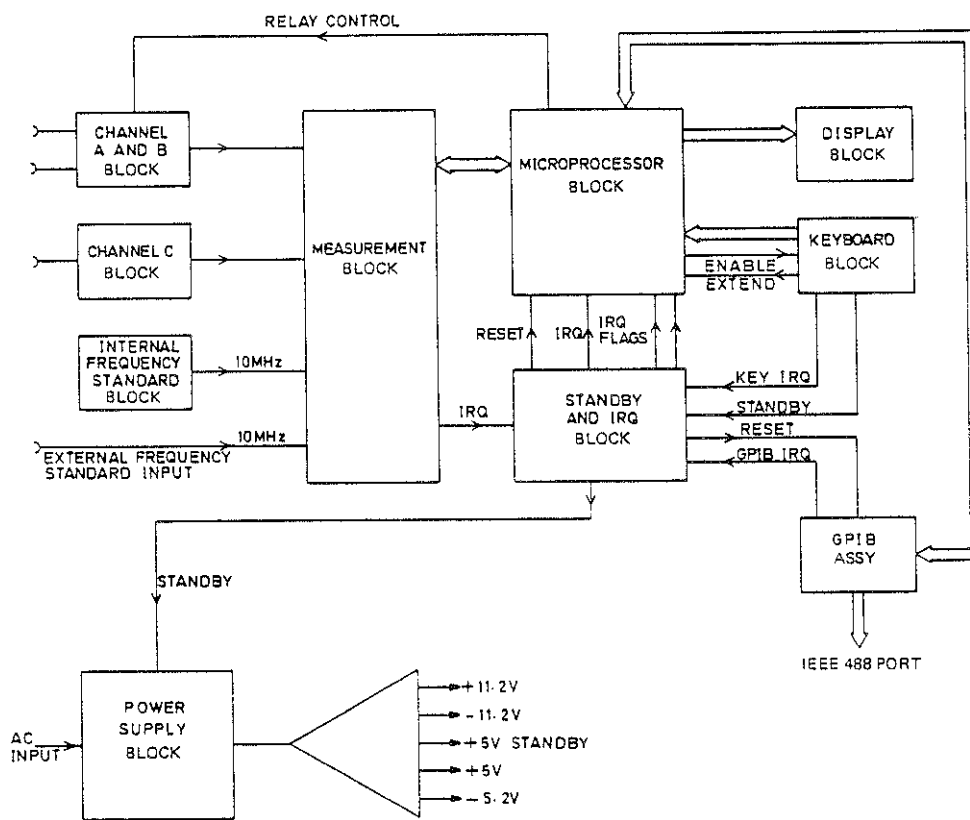 RELAY CONTROL
CHANNEL
A AND B
BLOCK
MICROPROCESSOR
BLOCK
DISPLAY
BLOCK
CHANNEL C
BLOCK
MEASUREMENT
BLOCK
KEYBOARD
BLOCK
ENABLE
EXTEND
INTERNAL
FREQUENCY
STANDARD
BLOCK
10MHz
RESET
IRQ
IRQ
FLAGS
STANDBY
AND IRQ
BLOCK
KEY IRQ
STANDBY
RESET
GPIB IRQ
IRQ
10MHz
EXTERNAL FREQUENCY
STANDARD INPUT
GPIB
ASSY
STANDBY
IEEE 488 PORT
POWER
SUPPLY
BLOCK
AC
INPUT
+11.2V
-11.2V
+5V STANDBY
+5V
-5.2V